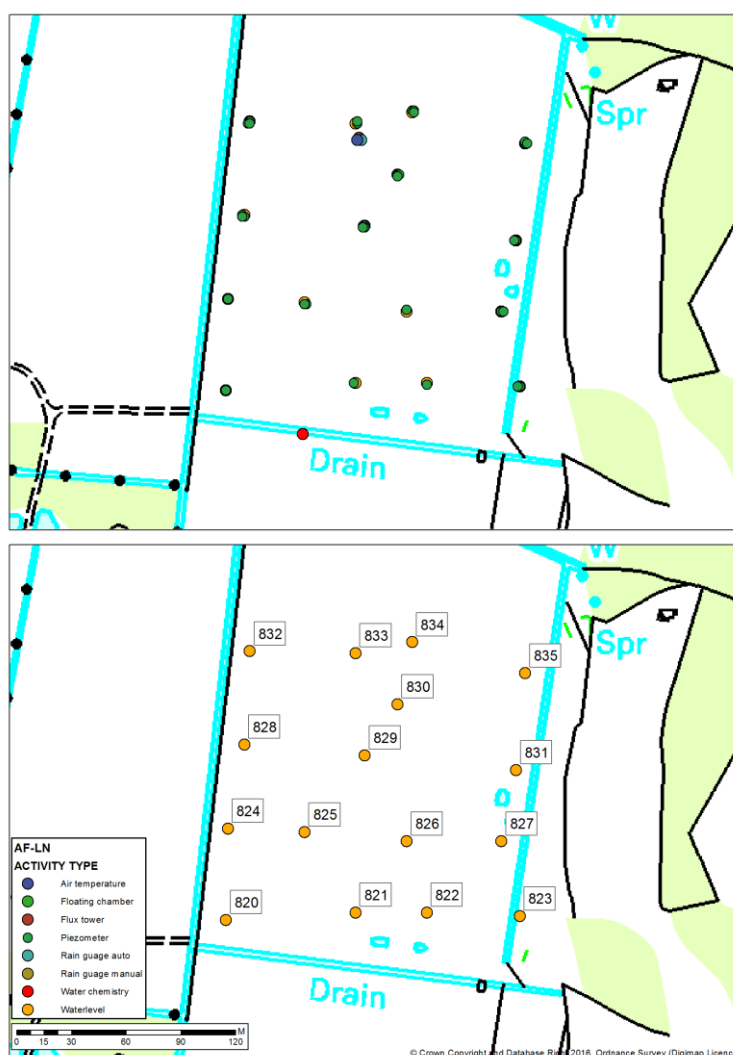 W
Spr
Drain
W
Spr
832
833
834
835
830
828
829
831
824
825
826
827
820
821
822
823
Drain
AF-LN
ACTIVITY TYPE
Air temperature
Floating chamber
Flux tower
Piezometer
Rain guage auto
Rain guage manual
Water chemistry
Waterlevel
M
0 15 30 60 90 120
© Crown Copyright and Database Right 2016. Ordnance Survey (Digimap Licenc